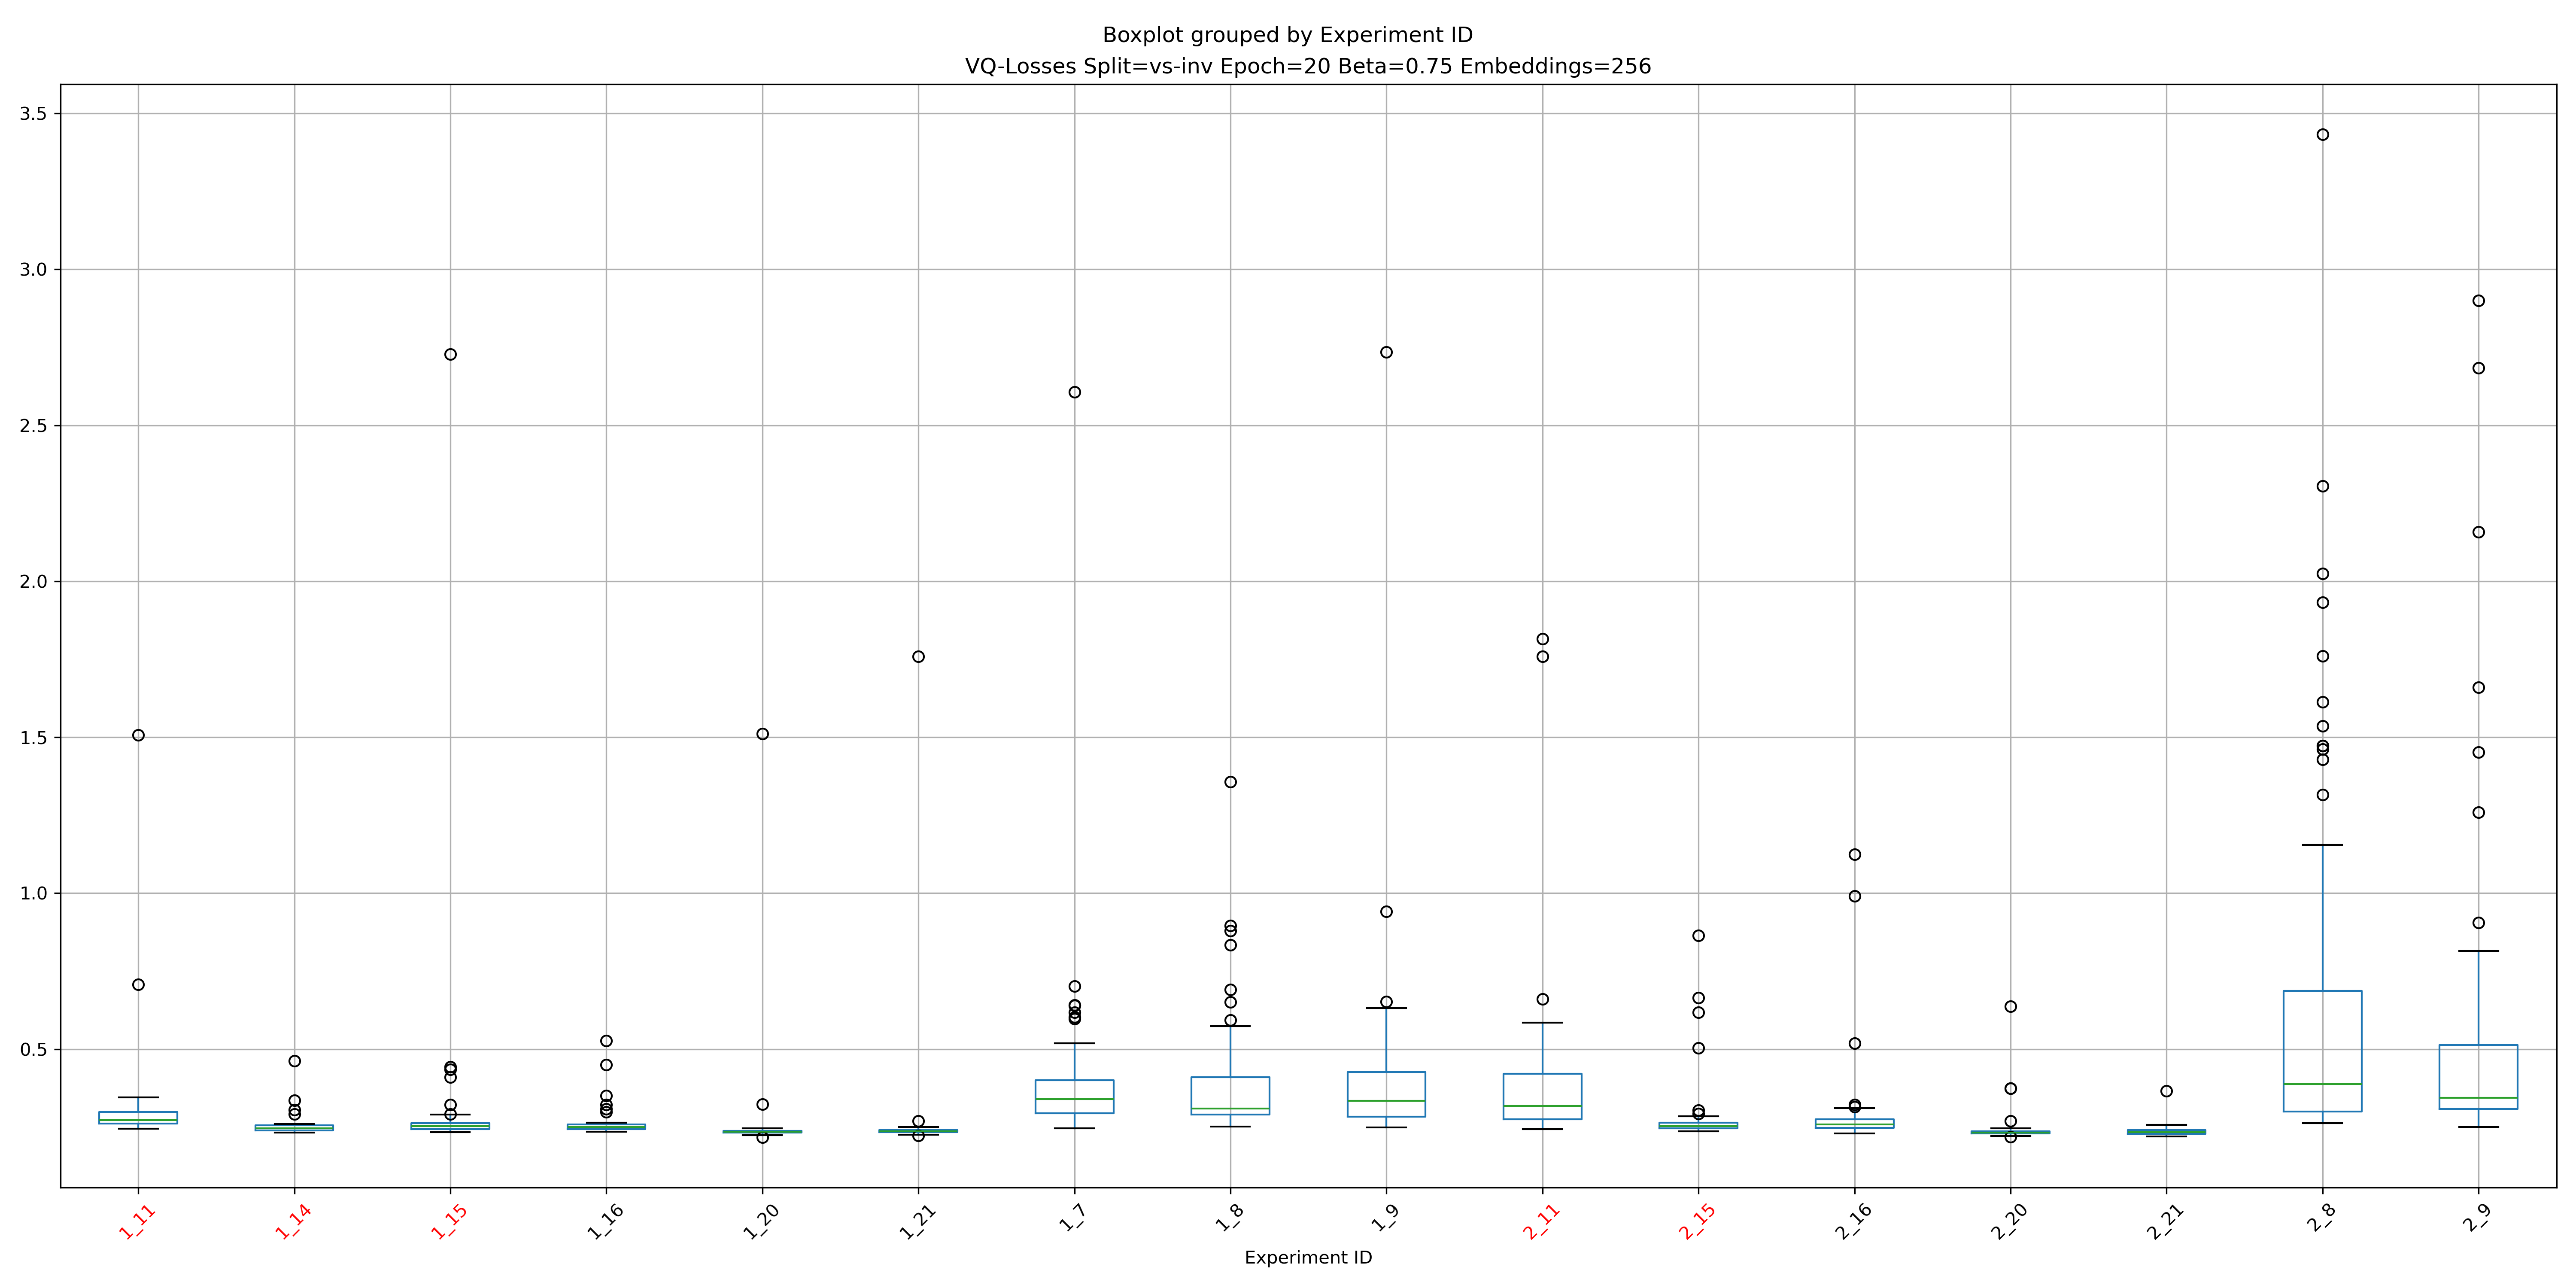 Boxplot grouped by Experiment ID
VQ-Losses Split=vs-inv Epoch=20 Beta=0.75 Embeddings=256
3.5
3.0
2.5
2.0
1.5
1.0
0.5
1_11 1_14 1_15 1_16 1_20 1_21 1_7 1_8 1_9 2_11 2_15 2_16 2_20 2_21 2_8 2_9
Experiment ID